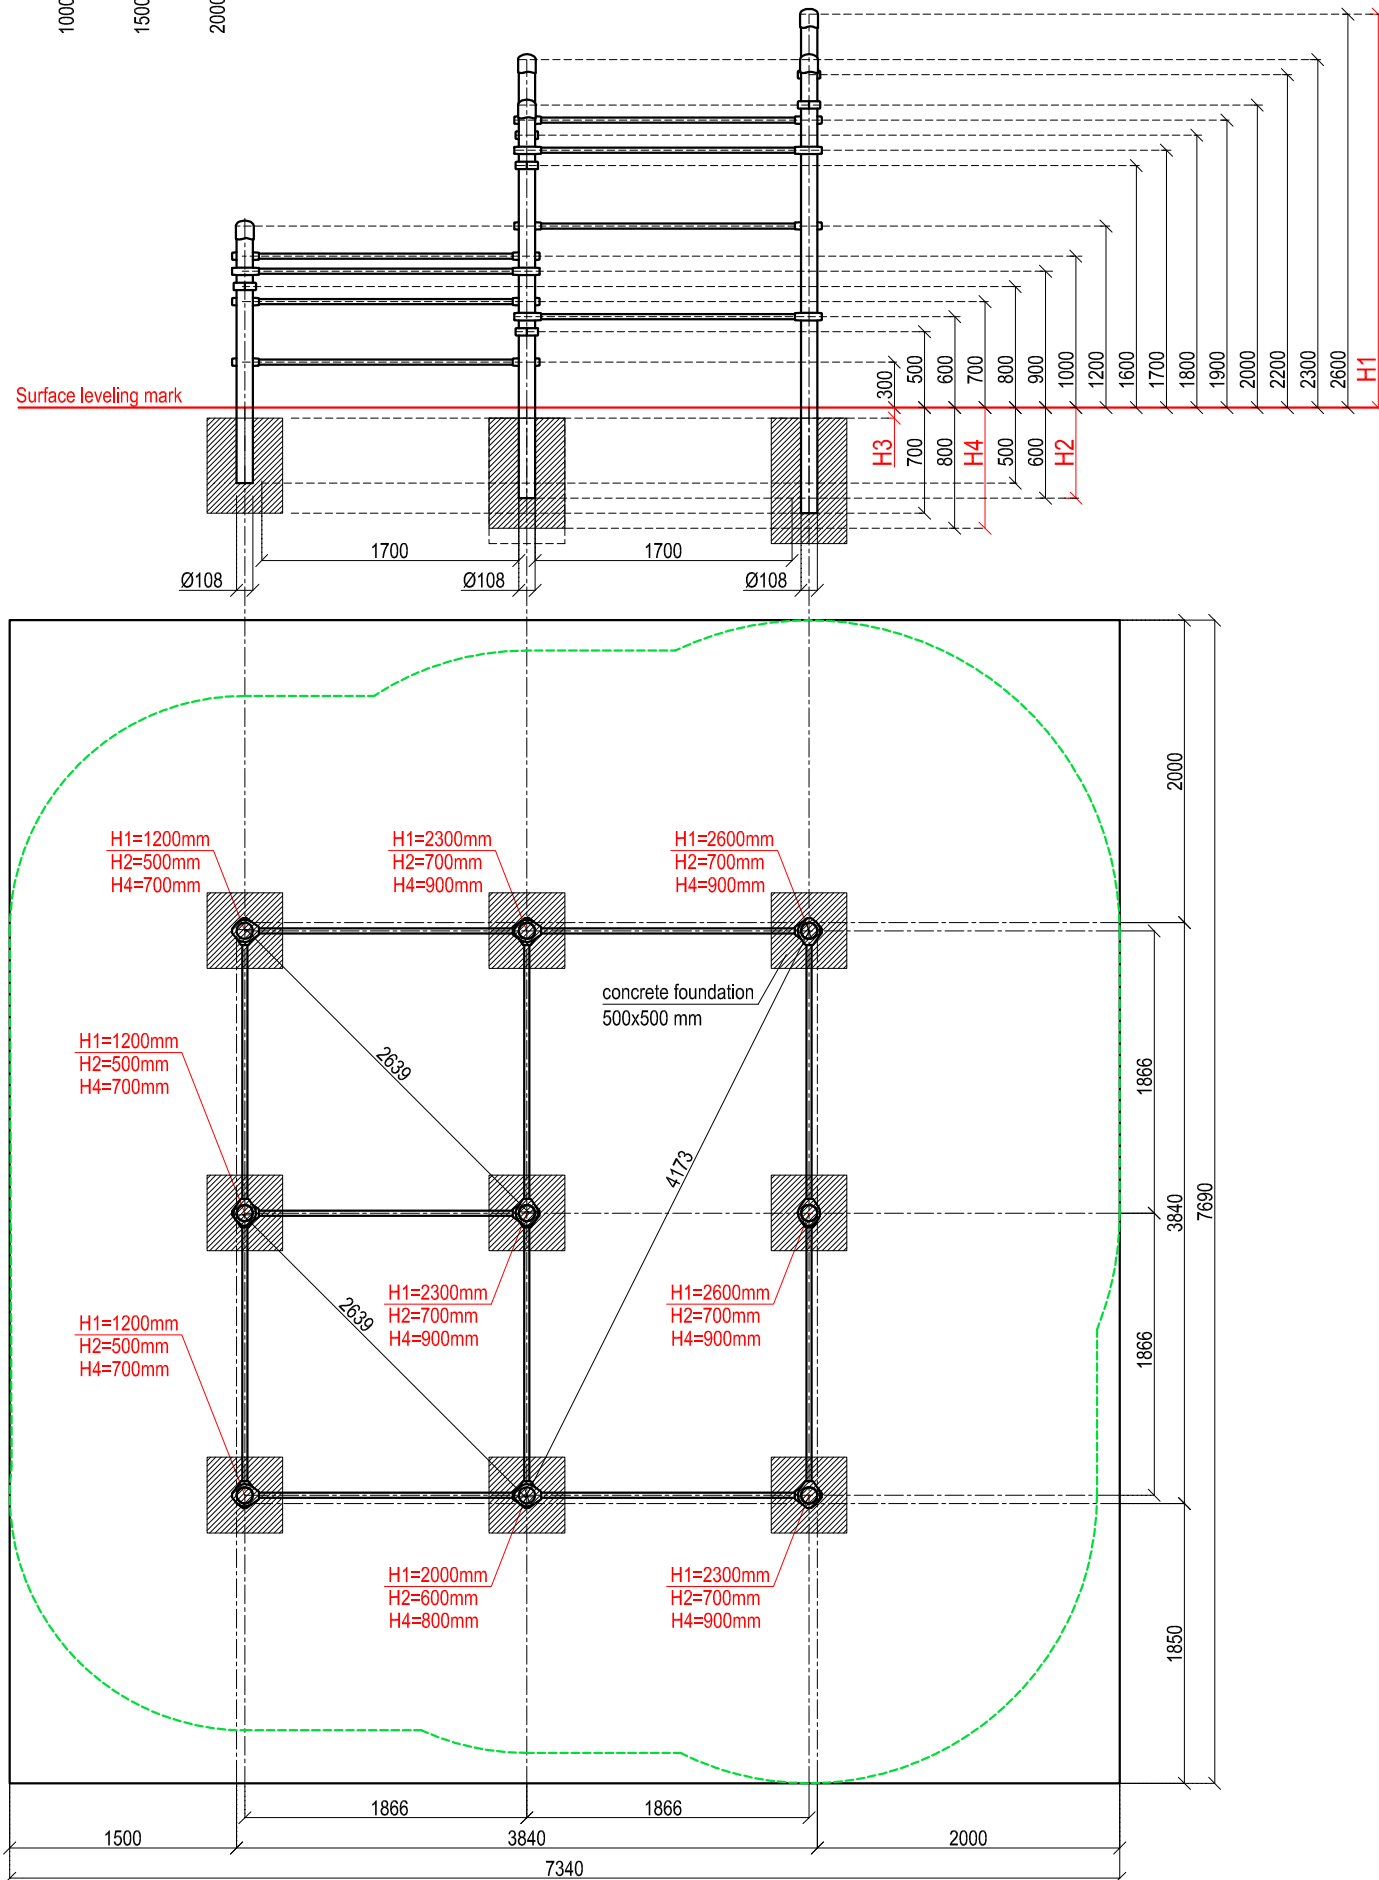 1000
1500
2000
Surface leveling mark
300
500
600
700
800
900
1000
1200
1600
1700
1800
1900
2000
2200
2300
2600
H1
H3
700
800
H4
500
600
H2
1700
1700
Ø108
Ø108
Ø108
2000
H1=1200mm
H2=500mm
H4=700mm
H1=2300mm
H2=700mm
H4=900mm
H1=2600mm
H2=700mm
H4=900mm
concrete foundation
500x500 mm
H1=1200mm
H2=500mm
H4=700mm
2639
1866
4173
3840
7690
H1=2300mm
H2=700mm
H4=900mm
H1=2600mm
H2=700mm
H4=900mm
H1=1200mm
H2=500mm
H4=700mm
2639
1866
H1=2000mm
H2=600mm
H4=800mm
H1=2300mm
H2=700mm
H4=900mm
1850
1866
1866
1500
3840
2000
7340